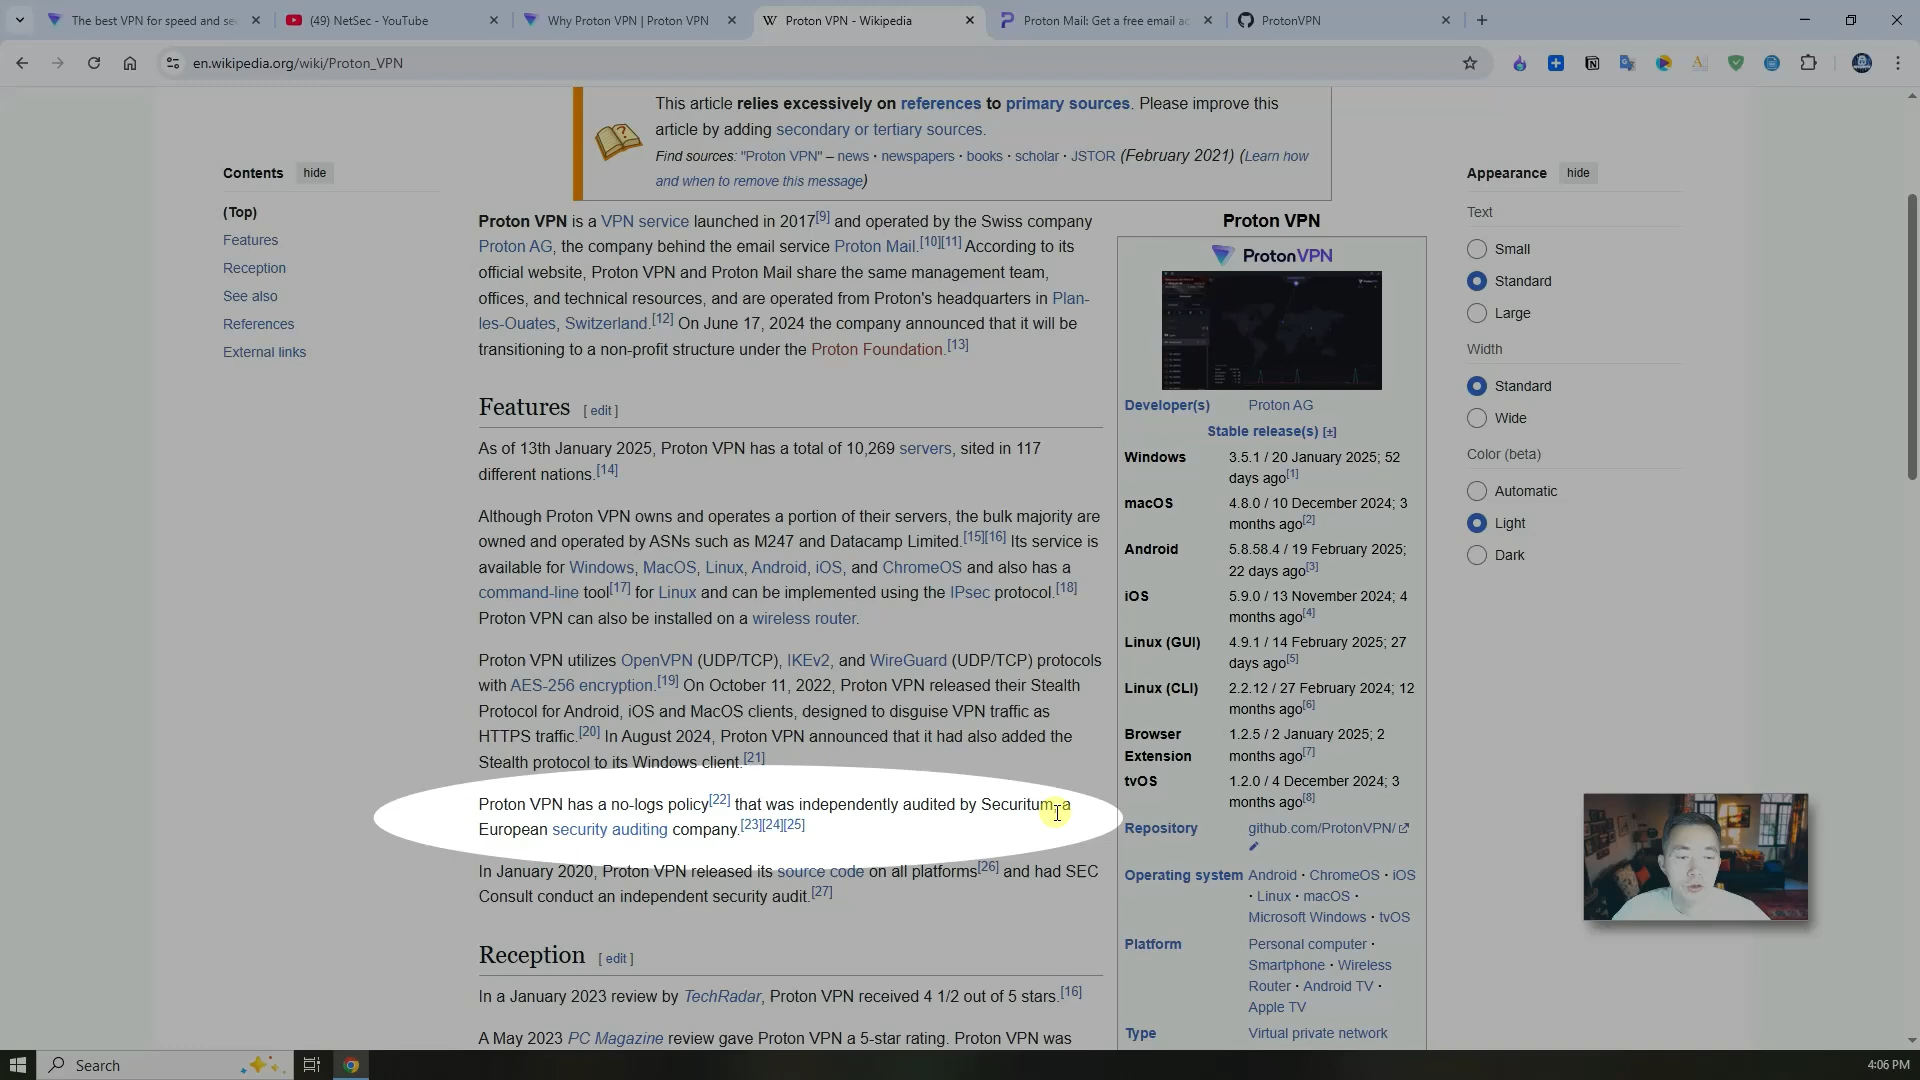 The best VPN for speed and se
(49) NetSec - YouTube
Why Proton VPN | Proton VPN
Proton VPN - Wikipedia
Proton Mail: Get a free email ac
ProtonVPN
en.wikipedia.org/wiki/Proton_VPN
This article relies excessively on references to primary sources. Please improve this
article by adding secondary or tertiary sources.
Find sources: "Proton VPN" – news · newspapers · books · scholar · JSTOR (February 2021) (Learn how
and when to remove this message)
Contents hide
(Top)
Features
Reception
See also
References
External links
Proton VPN is a VPN service launched in 2017[9] and operated by the Swiss company
Proton AG, the company behind the email service Proton Mail.[10][11] According to its
official website, Proton VPN and Proton Mail share the same management team,
offices, and technical resources, and are operated from Proton's headquarters in Plan-
les-Ouates, Switzerland.[12] On June 17, 2024 the company announced that it will be
transitioning to a non-profit structure under the Proton Foundation.[13]
Features [ edit ]
As of 13th January 2025, Proton VPN has a total of 10,269 servers, sited in 117
different nations.[14]
Although Proton VPN owns and operates a portion of their servers, the bulk majority are
owned and operated by ASNs such as M247 and Datacamp Limited.[15][16] Its service is
available for Windows, MacOS, Linux, Android, iOS, and ChromeOS and also has a
command-line tool[17] for Linux and can be implemented using the IPsec protocol.[18]
Proton VPN can also be installed on a wireless router.
Proton VPN utilizes OpenVPN (UDP/TCP), IKEv2, and WireGuard (UDP/TCP) protocols
with AES-256 encryption.[19] On October 11, 2022, Proton VPN released their Stealth
Protocol for Android, iOS and MacOS clients, designed to disguise VPN traffic as
HTTPS traffic.[20] In August 2024, Proton VPN announced that it had also added the
Stealth protocol to its Windows client.[21]
Proton VPN has a no-logs policy[22] that was independently audited by Securitum, a
European security auditing company.[23][24][25]
In January 2020, Proton VPN released its source code on all platforms[26] and had SEC
Consult conduct an independent security audit.[27]
Reception [ edit ]
In a January 2023 review by TechRadar, Proton VPN received 4 1/2 out of 5 stars.[16]
A May 2023 PC Magazine review gave Proton VPN a 5-star rating. Proton VPN was
Proton VPN
ProtonVPN
Developer(s) Proton AG
Stable release(s) [±]
Windows 3.5.1 / 20 January 2025; 52
days ago[1]
macOS 4.8.0 / 10 December 2024; 3
months ago[2]
Android 5.8.58.4 / 19 February 2025;
22 days ago[3]
iOS 5.9.0 / 13 November 2024; 4
months ago[4]
Linux (GUI) 4.9.1 / 14 February 2025; 27
days ago[5]
Linux (CLI) 2.2.12 / 27 February 2024; 12
months ago[6]
Browser Extension 1.2.5 / 2 January 2025; 2
months ago[7]
tvOS 1.2.0 / 4 December 2024; 3
months ago[8]
Repository github.com/ProtonVPN/
Operating system Android · ChromeOS · iOS
· Linux · macOS ·
Microsoft Windows · tvOS
Platform Personal computer ·
Smartphone · Wireless
Router · Android TV ·
Apple TV
Type Virtual private network
Appearance hide
Text
Small
Standard
Large
Width
Standard
Wide
Color (beta)
Automatic
Light
Dark
Search
4:06 PM